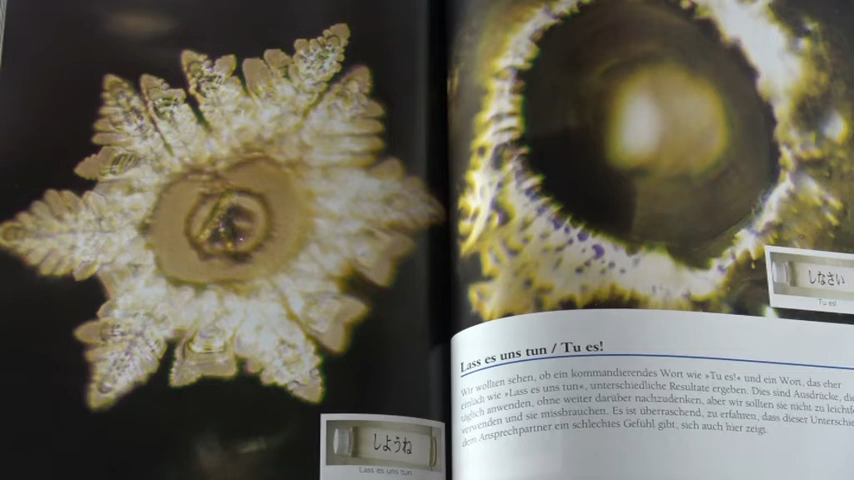 しようね
Lass es uns tun
しなさい
Tu es!
Lass es uns tun / Tu es!
Wir wollten sehen, ob ein kommandierendes Wort wie »Tu es!« und ein Wort, das eher
einlädt wie »Lass es uns tun«, unterschiedliche Resultate ergeben. Dies sind Ausdrücke, die
täglich anwenden, ohne weiter darüber nachzudenken, aber wir sollten sie nicht zu
verwenden und sie missbrauchen. Es ist überraschend, zu erfahren, dass dieser
dem Ansprechpartner ein schlechtes Gefühl gibt, sich auch hier zeigt.